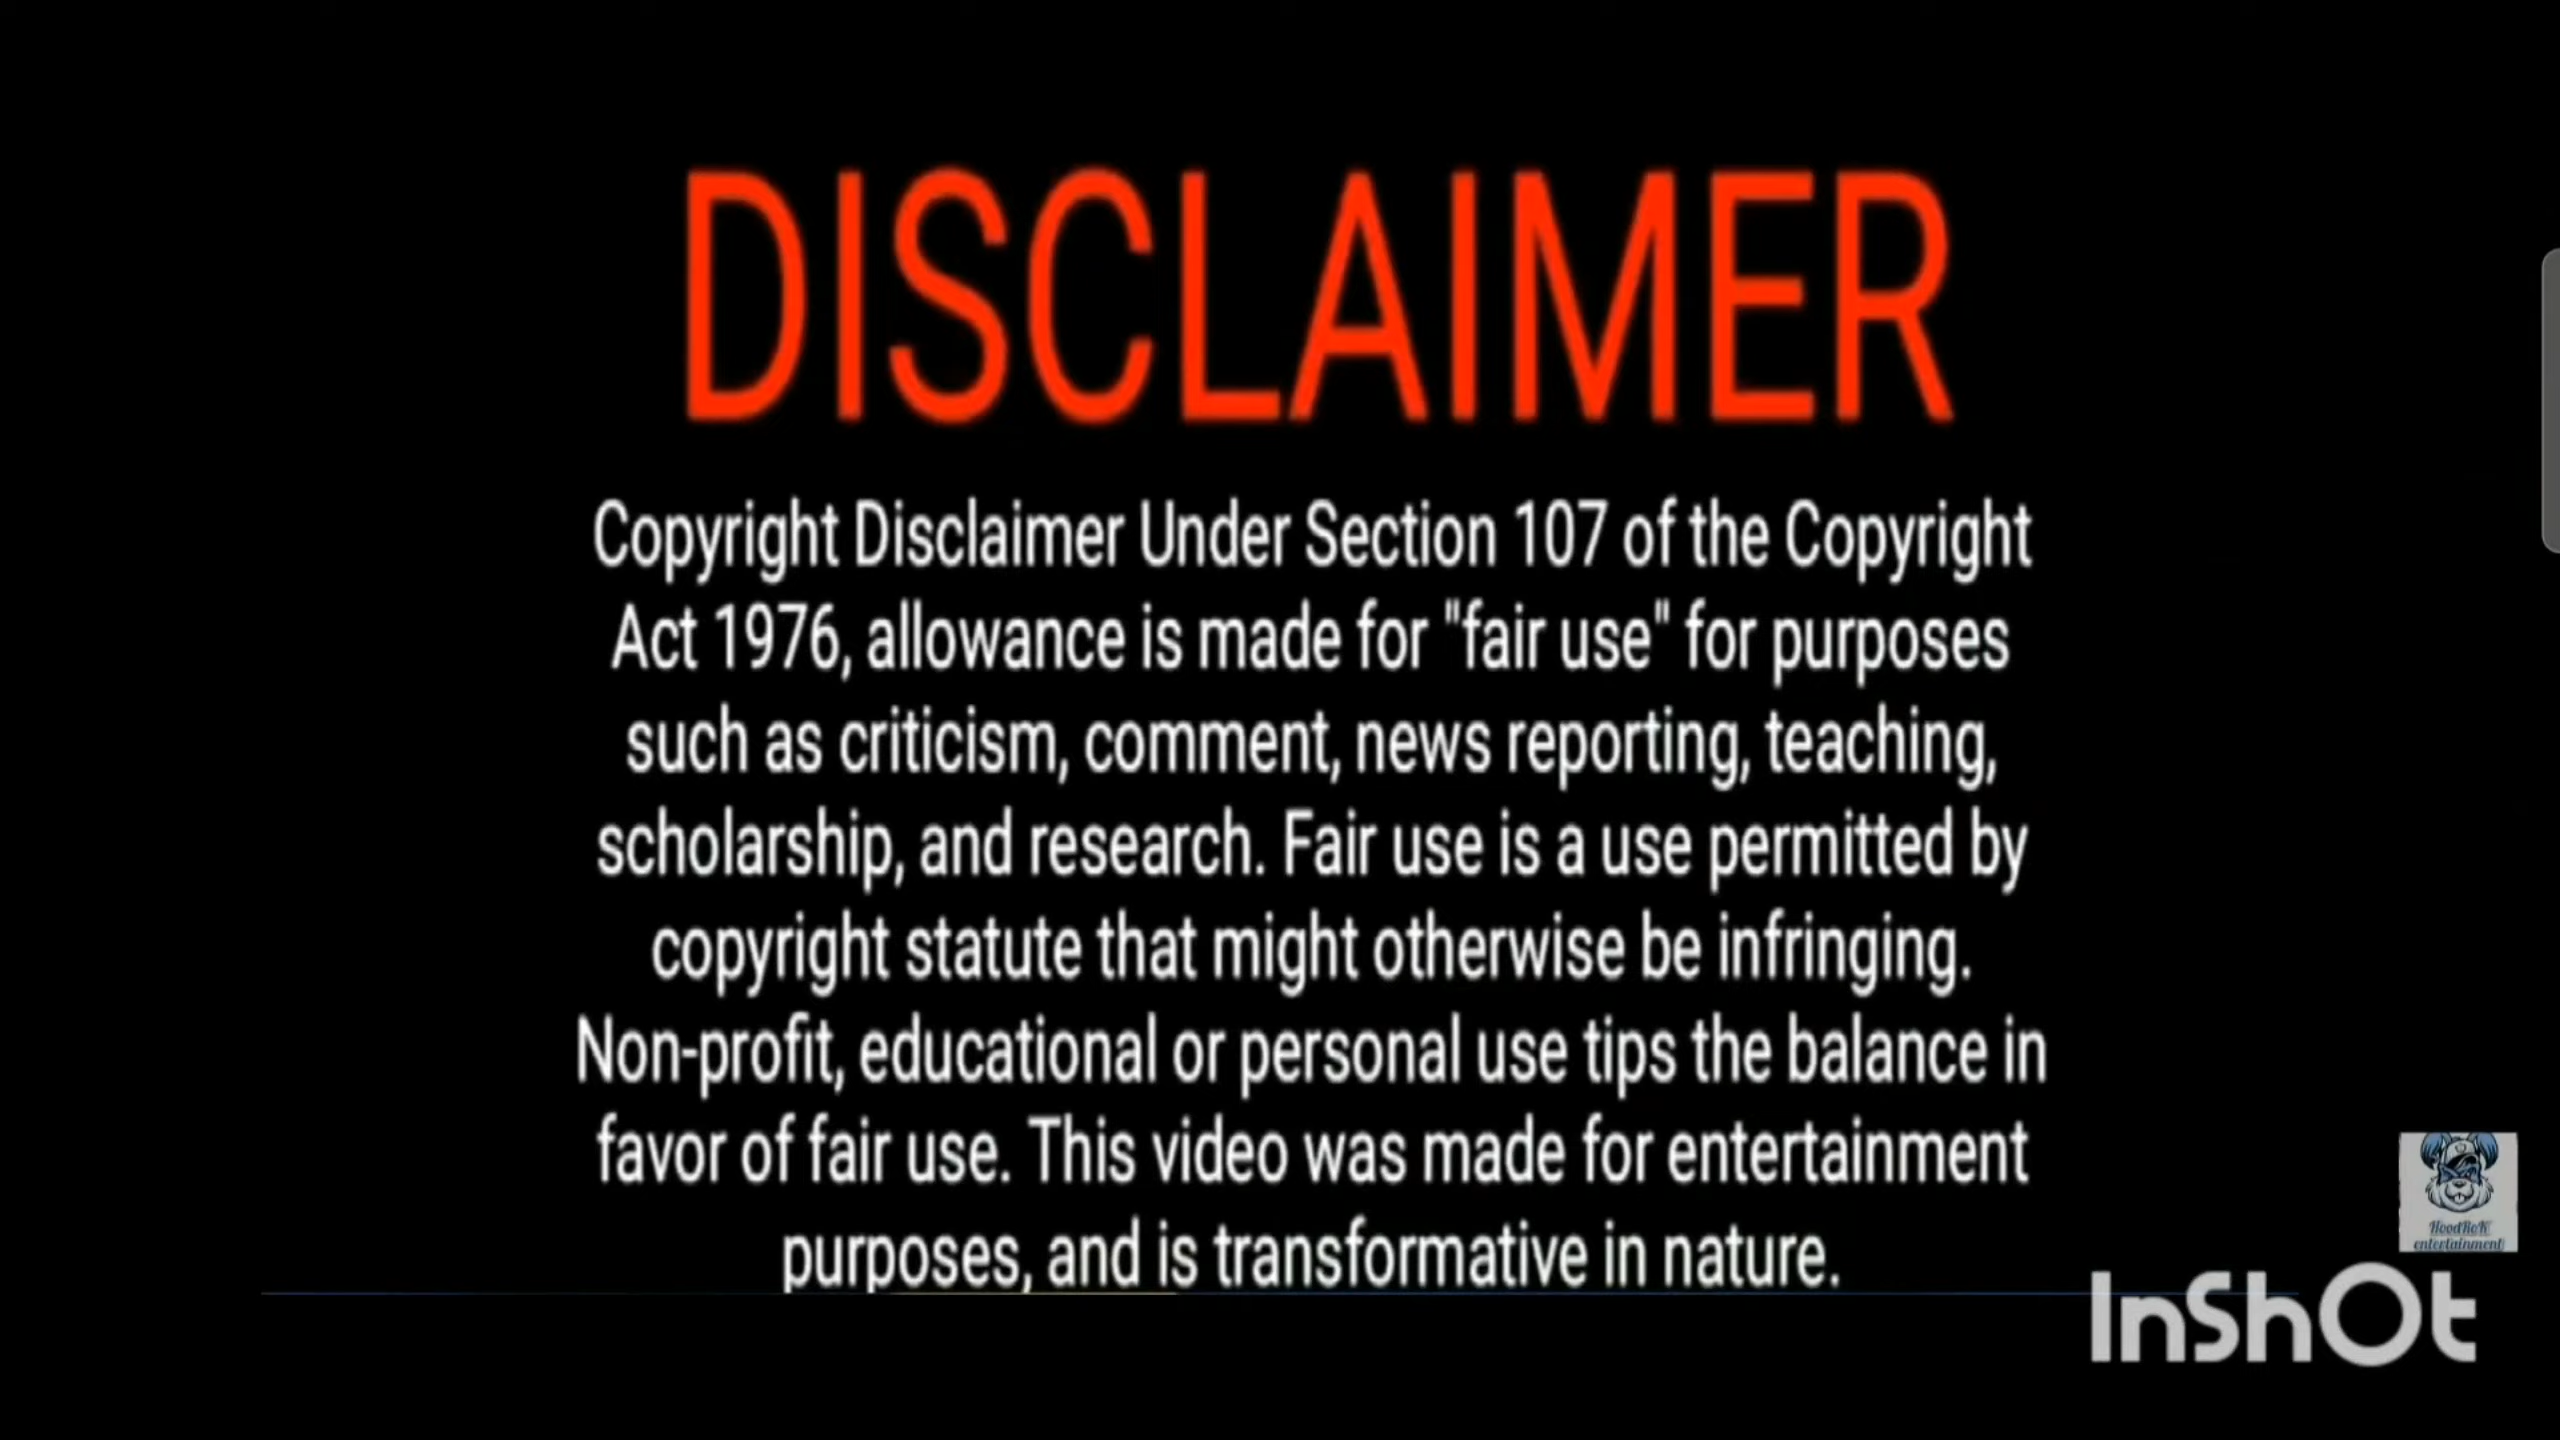 DISCLAIMER
Copyright Disclaimer Under Section 107 of the Copyright
Act 1976, allowance is made for "fair use" for purposes
such as criticism, comment, news reporting, teaching,
scholarship, and research. Fair use is a use permitted by
copyright statute that might otherwise be infringing.
Non-profit, educational or personal use tips the balance in
favor of fair use. This video was made for entertainment
purposes, and is transformative in nature.
HoodRoK
entertainment
InShOt